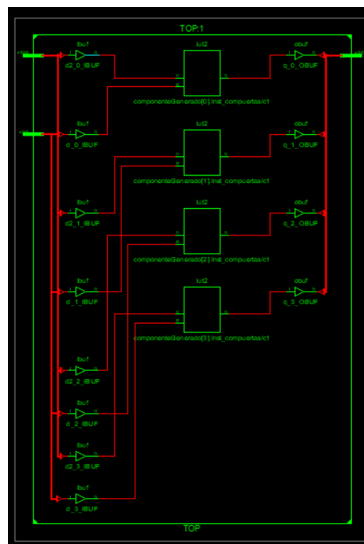 TOP:1
ibuf
lut2
obuf
d2_0_IBUF
q_0_OBUF
componenteGenerado[0].Inst_compuertas/c1
ibuf
obuf
d_0_IBUF
lut2
q_1_OBUF
componenteGenerado[1].Inst_compuertas/c1
ibuf
lut2
obuf
d2_1_IBUF
q_2_OBUF
componenteGenerado[2].Inst_compuertas/c1
ibuf
lut2
obuf
d_1_IBUF
q_3_OBUF
componenteGenerado[3].Inst_compuertas/c1
ibuf
d2_2_IBUF
ibuf
d_2_IBUF
ibuf
d2_3_IBUF
ibuf
d_3_IBUF
TOP